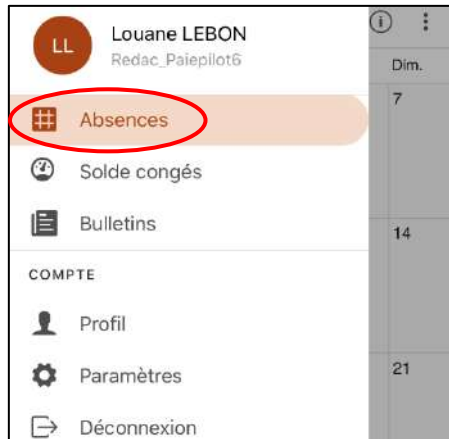 LL
Louane LEBON
Redac_Paiepilot6
Absences
Solde congés
Bulletins
COMPTE
Profil
Paramètres
Déconnexion
Dim.
7
14
21